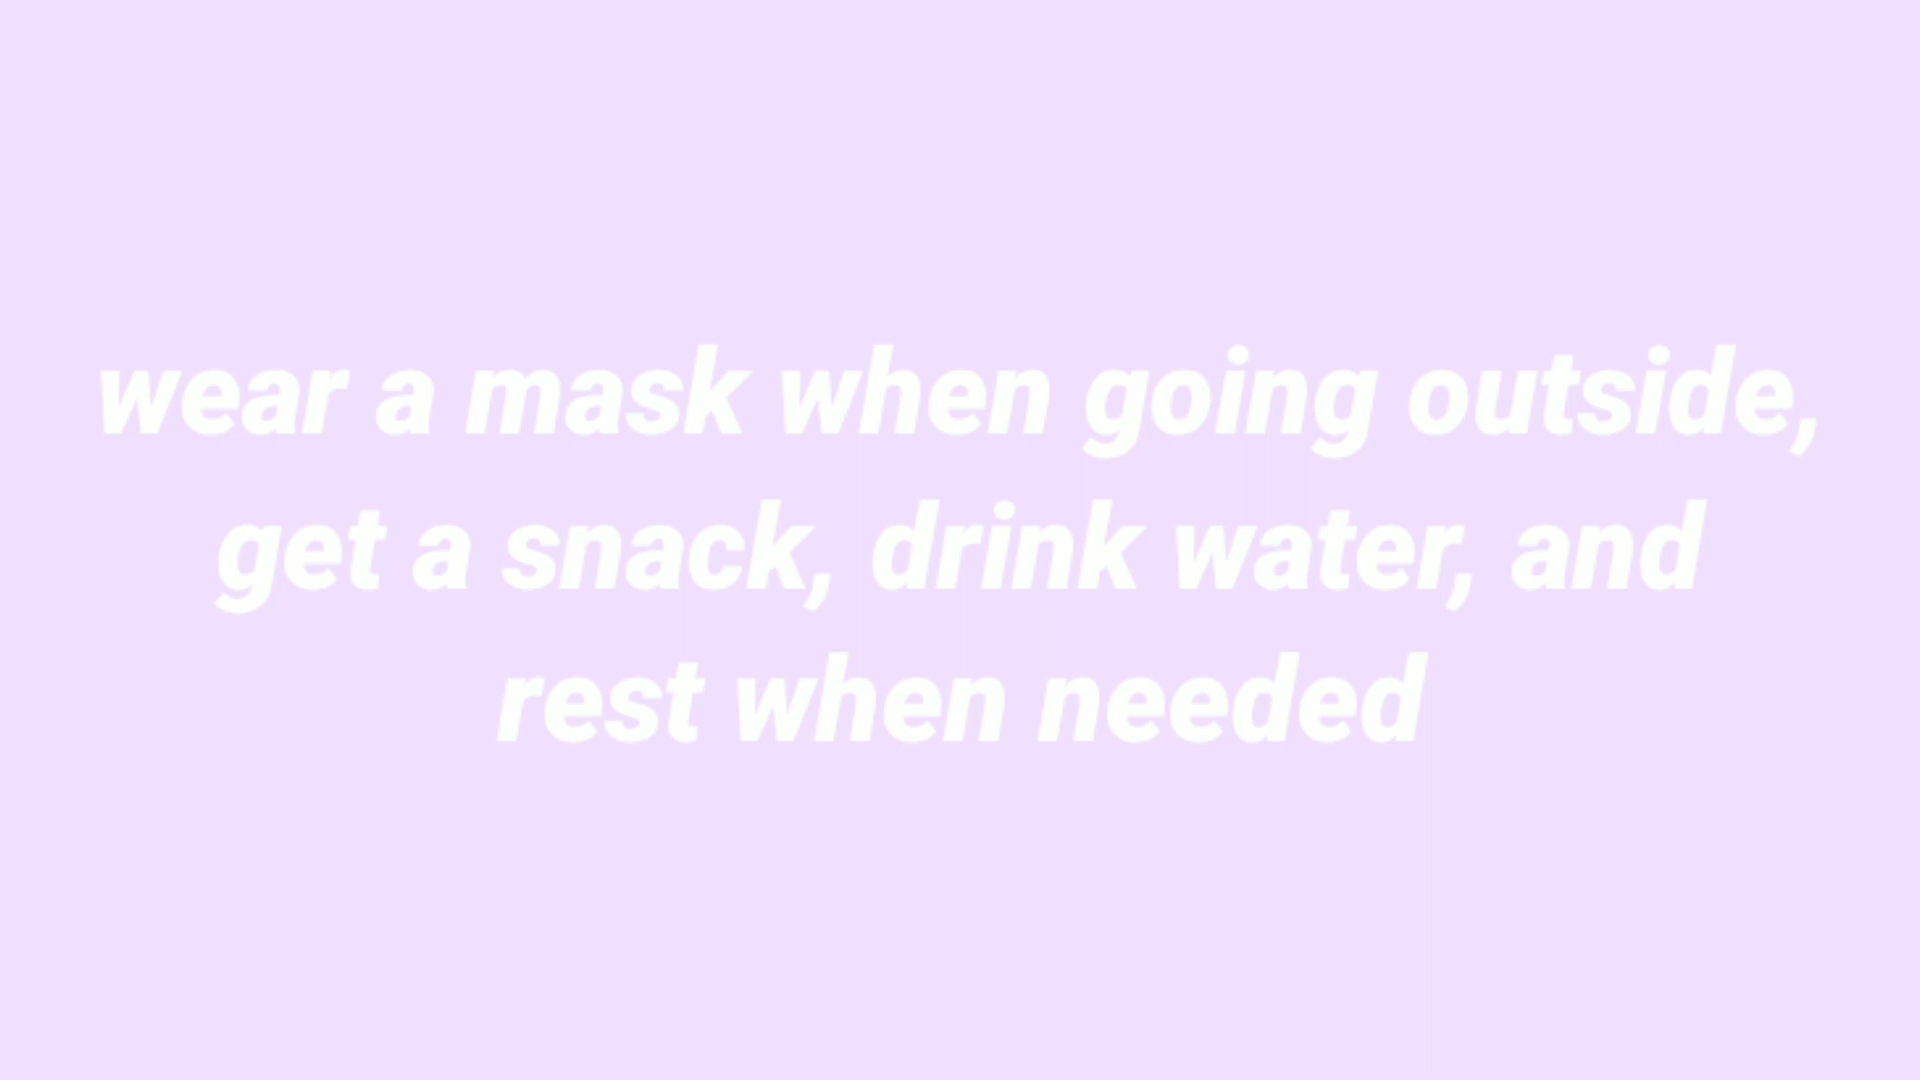 wear a mask when going outside,
get a snack, drink water, and
rest when needed